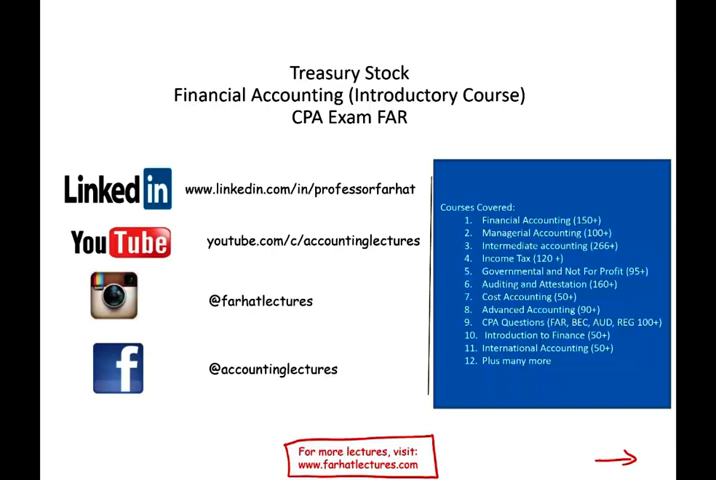 Treasury Stock
Financial Accounting (Introductory Course)
CPA Exam FAR
Linked in www.linkedin.com/in/professorfarhat
You Tube youtube.com/c/accountinglectures
@farhatlectures
f @accountinglectures
Courses Covered:
1. Financial Accounting (150+)
2. Managerial Accounting (100+)
3. Intermediate accounting (266+)
4. Income Tax (120 +)
5. Governmental and Not For Profit (95+)
6. Auditing and Attestation (160+)
7. Cost Accounting (50+)
8. Advanced Accounting (90+)
9. CPA Questions (FAR, BEC, AUD, REG 100+)
10. Introduction to Finance (50+)
11. International Accounting (50+)
12. Plus many more
For more lectures, visit:
www.farhatlectures.com